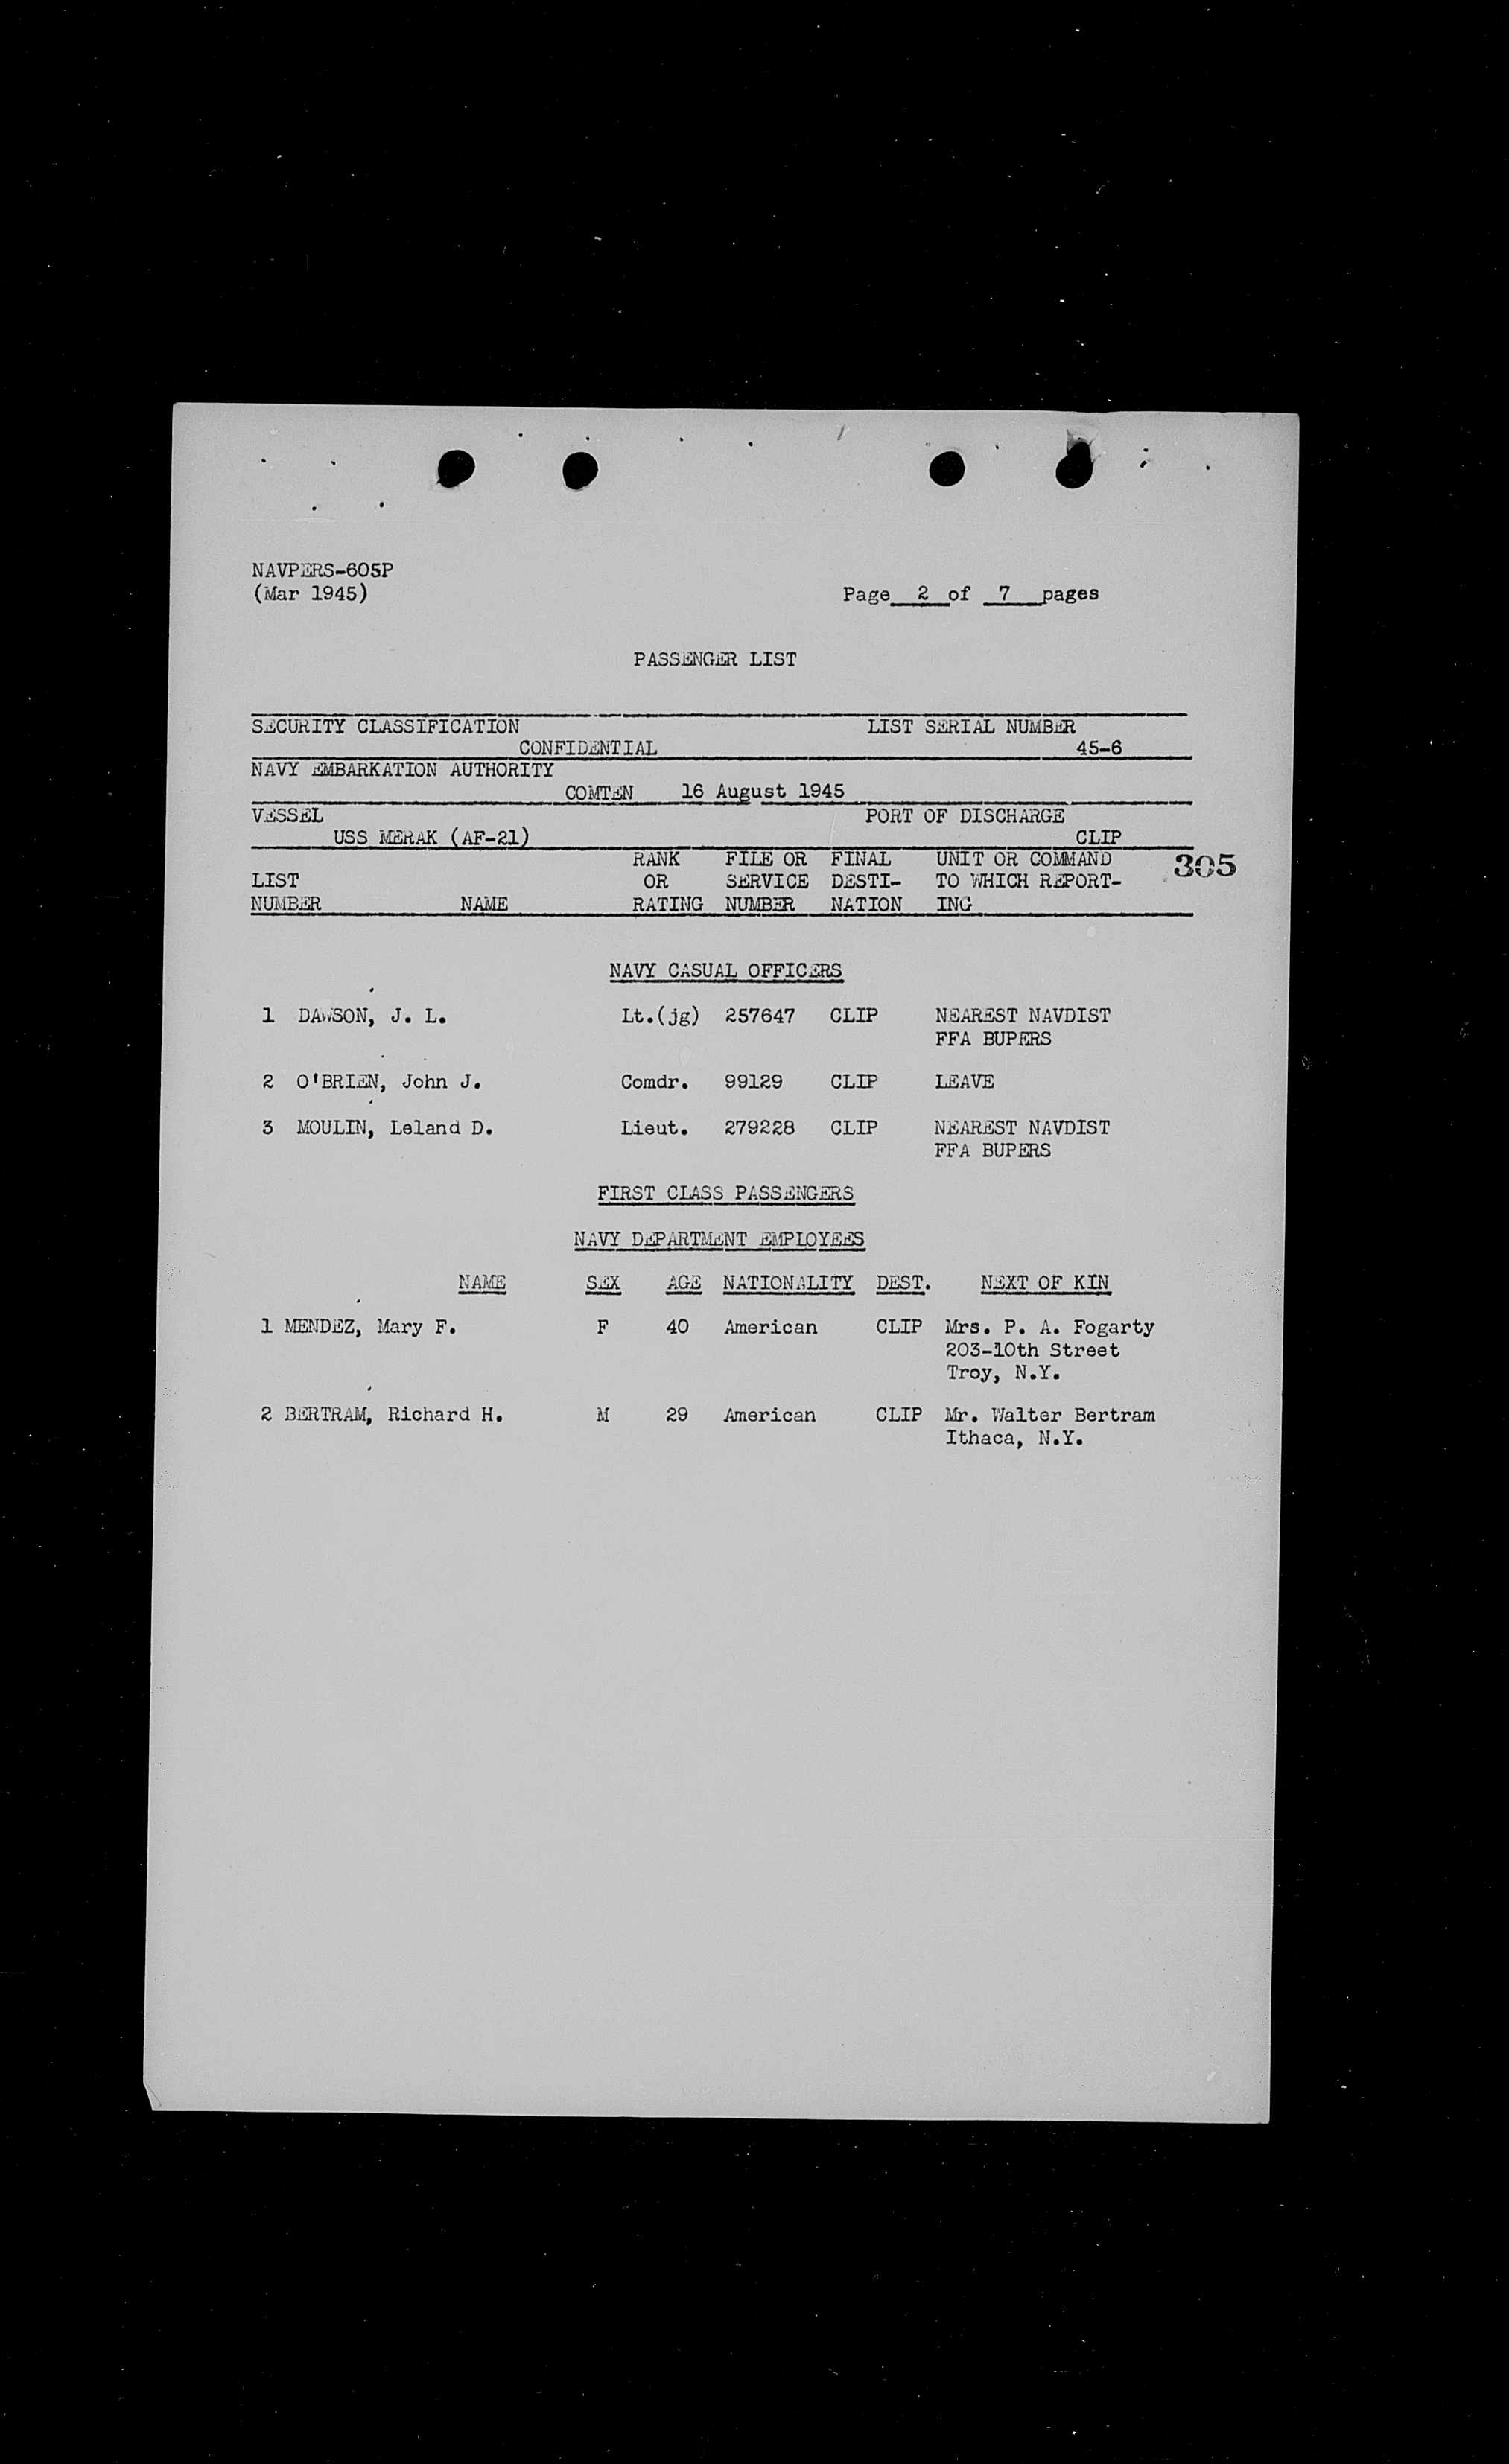 NAVPERS-605P
(Mar 1945)
Page 2 of 7 pages
PASSENGER LIST
SECURITY CLASSIFICATION LIST SERIAL NUMBER
CONFIDENTIAL 45-6
NAVY EMBARKATION AUTHORITY
COMTEN 16 August 1945
VESSEL PORT OF DISCHARGE
USS MERAK (AF-21) CLIP
RANK FILE OR FINAL UNIT OR COMMAND 305
LIST OR SERVICE DESTI- TO WHICH REPORT-
NUMBER NAME RATING NUMBER NATION ING
NAVY CASUAL OFFICERS
1 DAWSON, J. L. Lt.(jg) 257647 CLIP NEAREST NAVDIST
FFA BUPERS
2 O'BRIEN, John J. Comdr. 99129 CLIP LEAVE
3 MOULIN, Leland D. Lieut. 279228 CLIP NEAREST NAVDIST
FFA BUPERS
FIRST CLASS PASSENGERS
NAVY DEPARTMENT EMPLOYEES
NAME SEX AGE NATIONALITY DEST. NEXT OF KIN
1 MENDEZ, Mary F. F 40 American CLIP Mrs. P. A. Fogarty
203-10th Street
Troy, N.Y.
2 BERTRAM, Richard H. M 29 American CLIP Mr. Walter Bertram
Ithaca, N.Y.